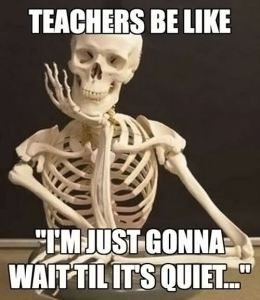 TEACHERS BE LIKE
"I'M JUST GONNA
WAIT TIL IT'S QUIET..."